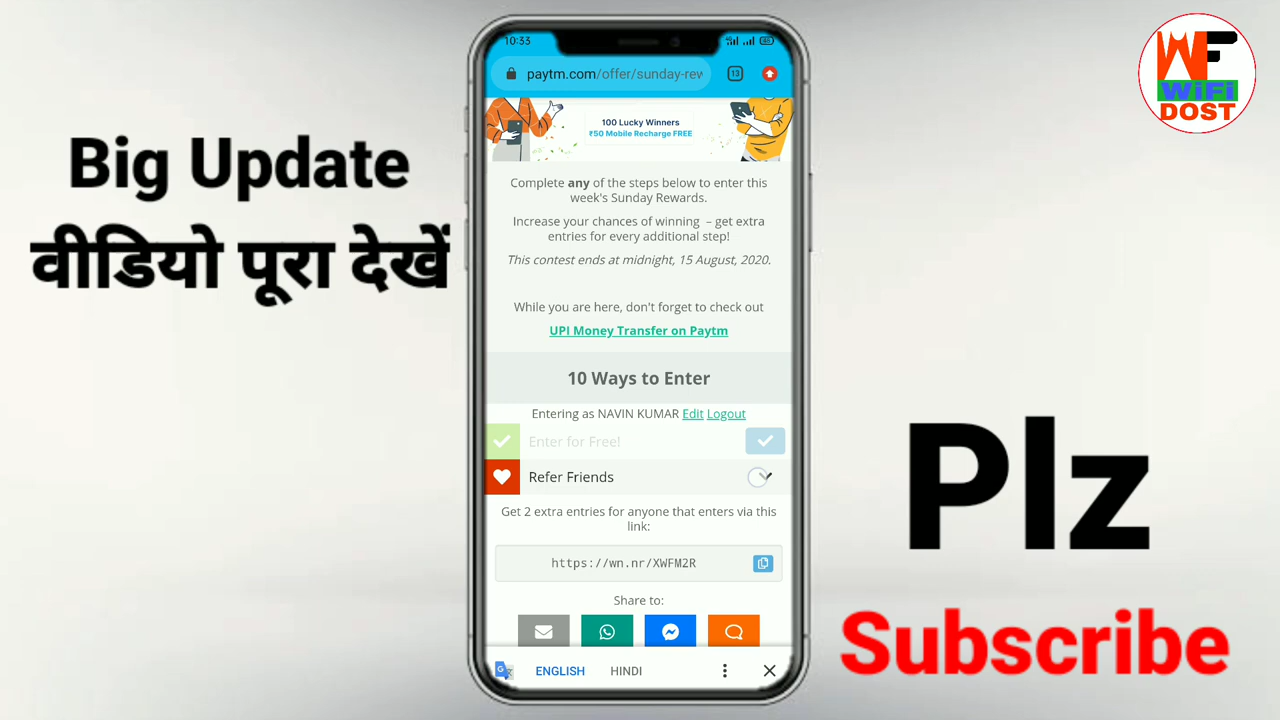 Big Update
वीडियो पूरा देखें
10:33
paytm.com/offer/sunday-rew
13
100 Lucky Winners
₹50 Mobile Recharge FREE
Complete any of the steps below to enter this
week's Sunday Rewards.
Increase your chances of winning – get extra
entries for every additional step!
This contest ends at midnight, 15 August, 2020.
While you are here, don't forget to check out
UPI Money Transfer on Paytm
10 Ways to Enter
Entering as NAVIN KUMAR Edit Logout
Enter for Free!
Refer Friends
Get 2 extra entries for anyone that enters via this
link:
https://wn.nr/XWFM2R
Share to:
ENGLISH HINDI
WF
WiFi
DOST
Plz
Subscribe